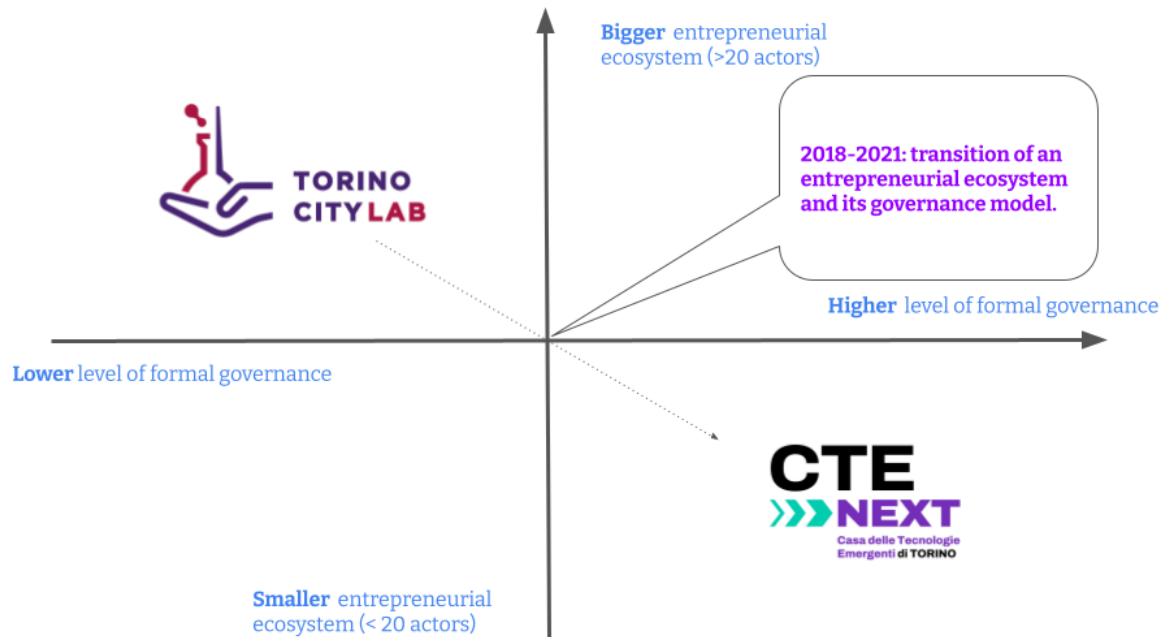 Bigger entrepreneurial
ecosystem (>20 actors)
TORINO
CITYLAB
2018-2021: transition of an
entrepreneurial ecosystem
and its governance model.
Higher level of formal governance
Lower level of formal governance
CTE
NEXT
Casa delle Tecnologie
Emergenti di TORINO
Smaller entrepreneurial
ecosystem (< 20 actors)